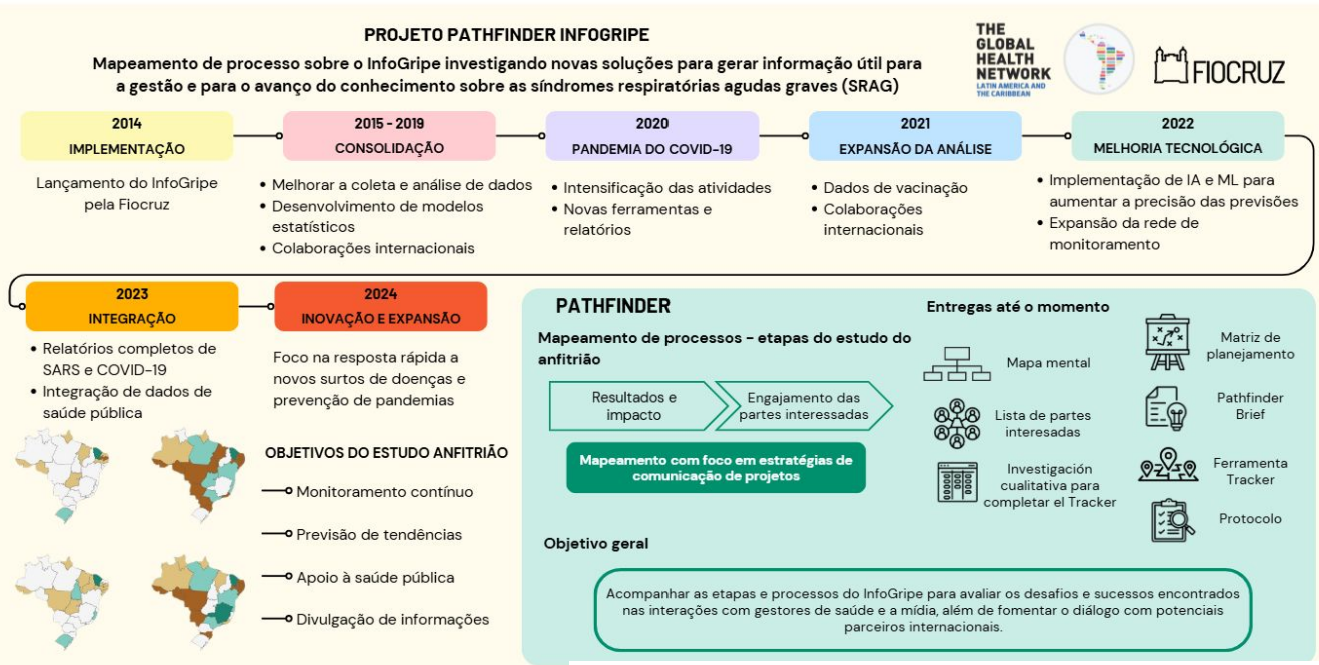 PROJETO PATHFINDER INFOGRIPE
Mapeamento de processo sobre o InfoGripe investigando novas soluções para gerar informação útil para
a gestão e para o avanço do conhecimento sobre as síndromes respiratórias agudas graves (SRAG)
THE
GLOBAL
HEALTH
NETWORK
LATIN AMERICA AND
THE CARIBBEAN
FIOCRUZ
2014
IMPLEMENTAÇÃO
Lançamento do InfoGripe
pela Fiocruz
2015 - 2019
CONSOLIDAÇÃO
• Melhorar a coleta e análise de dados
• Desenvolvimento de modelos
estatísticos
• Colaborações internacionais
2020
PANDEMIA DO COVID-19
• Intensificação das atividades
• Novas ferramentas e
relatórios
2021
EXPANSÃO DA ANÁLISE
• Dados de vacinação
• Colaborações
internacionais
2022
MELHORIA TECNOLÓGICA
• Implementação de IA e ML para
aumentar a precisão das previsões
• Expansão da rede de
monitoramento
2023
INTEGRAÇÃO
• Relatórios completos de
SARS e COVID-19
• Integração de dados de
saúde pública
2024
INOVAÇÃO E EXPANSÃO
Foco na resposta rápida a
novos surtos de doenças e
prevenção de pandemias
OBJETIVOS DO ESTUDO ANFITRIÃO
Monitoramento contínuo
Previsão de tendências
Apoio à saúde pública
Divulgação de informações
PATHFINDER
Mapeamento de processos - etapas do estudo do
anfitrião
Resultados e
impacto
Engajamento das
partes interessadas
Mapeamento com foco em estratégias de
comunicação de projetos
Entregas até o momento
Mapa mental
Lista de partes
interesadas
Investigación
cualitativa para
completar el Tracker
Matriz de
planejamento
Pathfinder
Brief
Ferramenta
Tracker
Protocolo
Objetivo geral
Acompanhar as etapas e processos do InfoGripe para avaliar os desafios e sucessos encontrados
nas interações com gestores de saúde e a mídia, além de fomentar o diálogo com potenciais
parceiros internacionais.